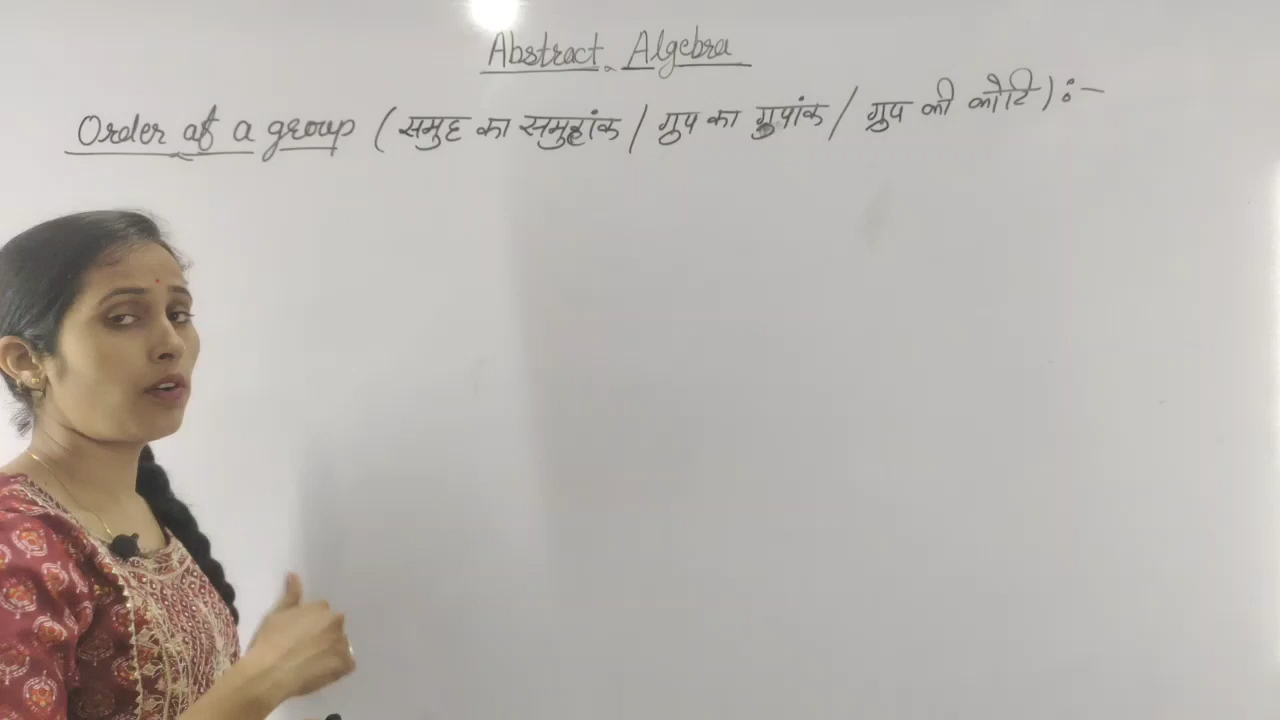 Abstract Algebra
Order of a group (समुह का समुहांक / ग्रुप का ग्रुपांक / ग्रुप की कोटि) :-